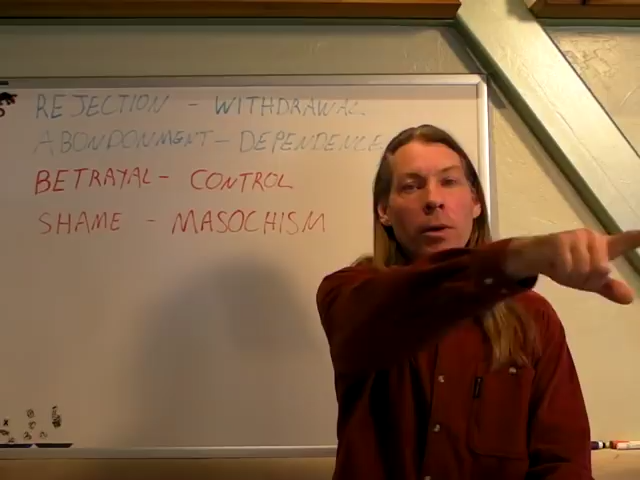 REJECTION - WITHDRAWAL
ABONDONMENT - DEPENDENCE
BETRAYAL - CONTROL
SHAME - MASOCHISM